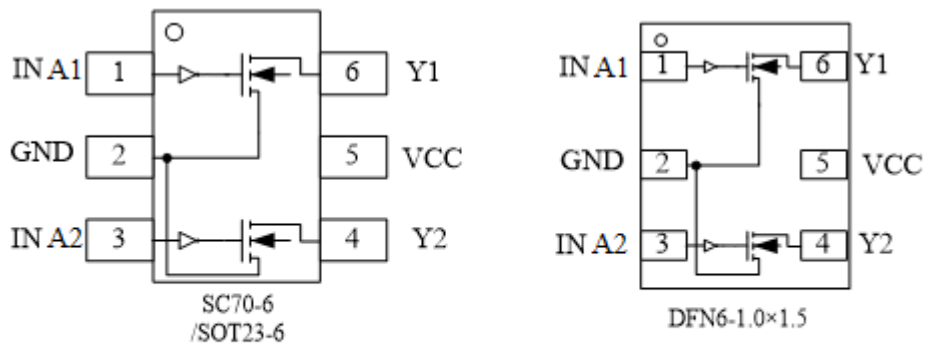 IN A1 1 6 Y1
GND 2 5 VCC
IN A2 3 4 Y2
SC70-6
/SOT23-6
IN A1 1 6 Y1
GND 2 5 VCC
IN A2 3 4 Y2
DFN6-1.0×1.5